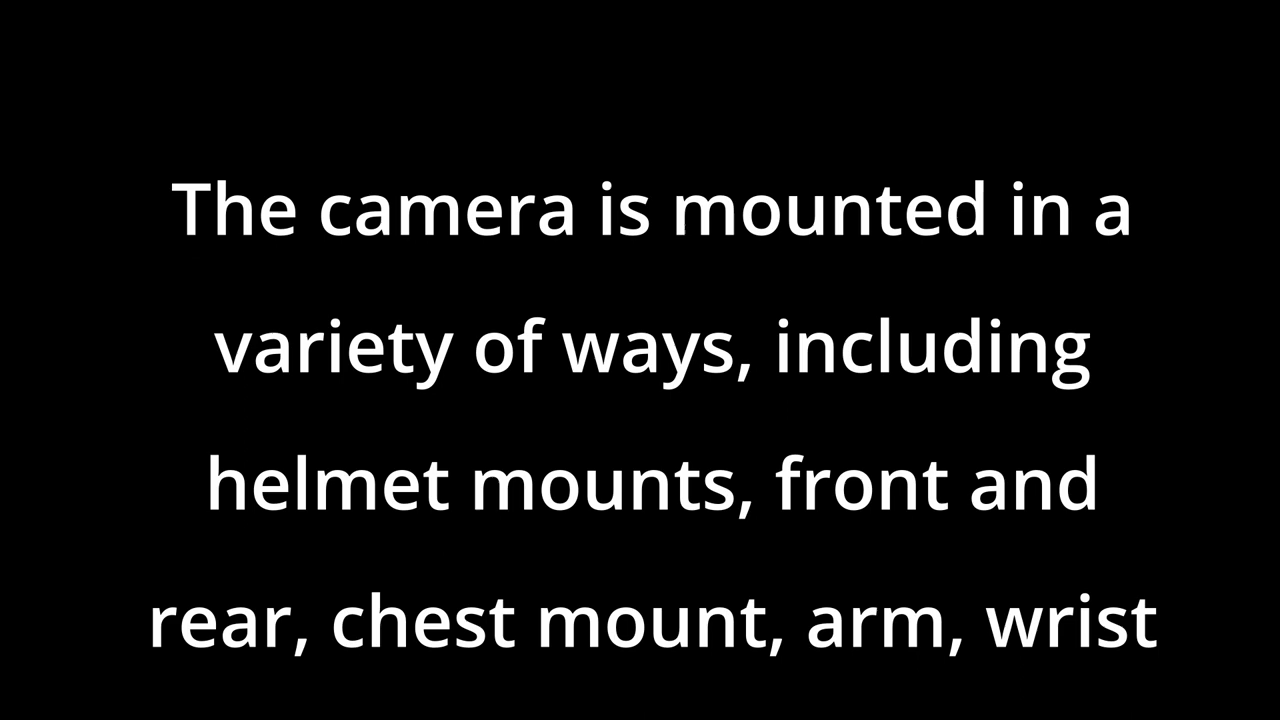 The camera is mounted in a
variety of ways, including
helmet mounts, front and
rear, chest mount, arm, wrist